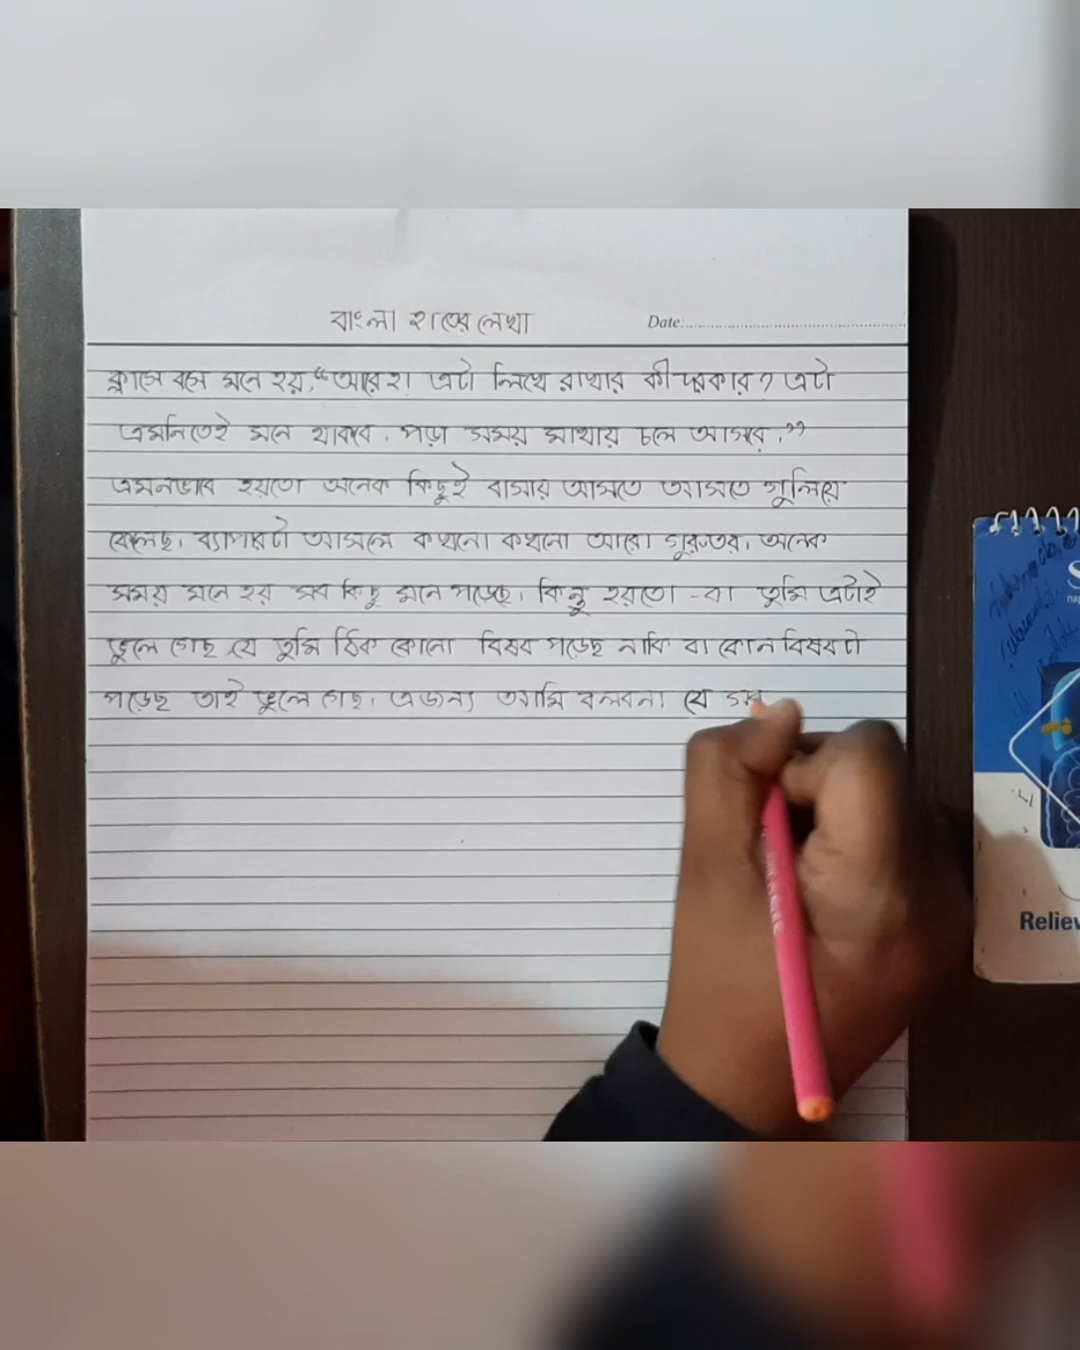 বাংলা হাতের লেখা
Date:
ক্লাসে বসে মনে হয়, “আরে হা এটা লিখে রাখার কী দরকার? এটা
এমনিতেই মনে থাকবে, পড়া সময় মাথায় চলে আসবে।”
এমনভাবে হয়তো অনেক কিছুই বাসায় আসতে আসতে গুলিয়ে
ফেলেছ। ব্যাপারটা আসলে কখনো কখনো আরো গুরুতর। অনেক
সময় মনে হয় সব কিছু মনে পড়েছে। কিন্তু হয়তো-বা তুমি এটাই
ভুলে গেছ যে তুমি ঠিক কোনো বিষয় পড়েছ নাকি বা কোন বিষয়টা
পড়েছ তাই ভুলে গেছ। এজন্য আমি বলবনা যে সব
Reliev